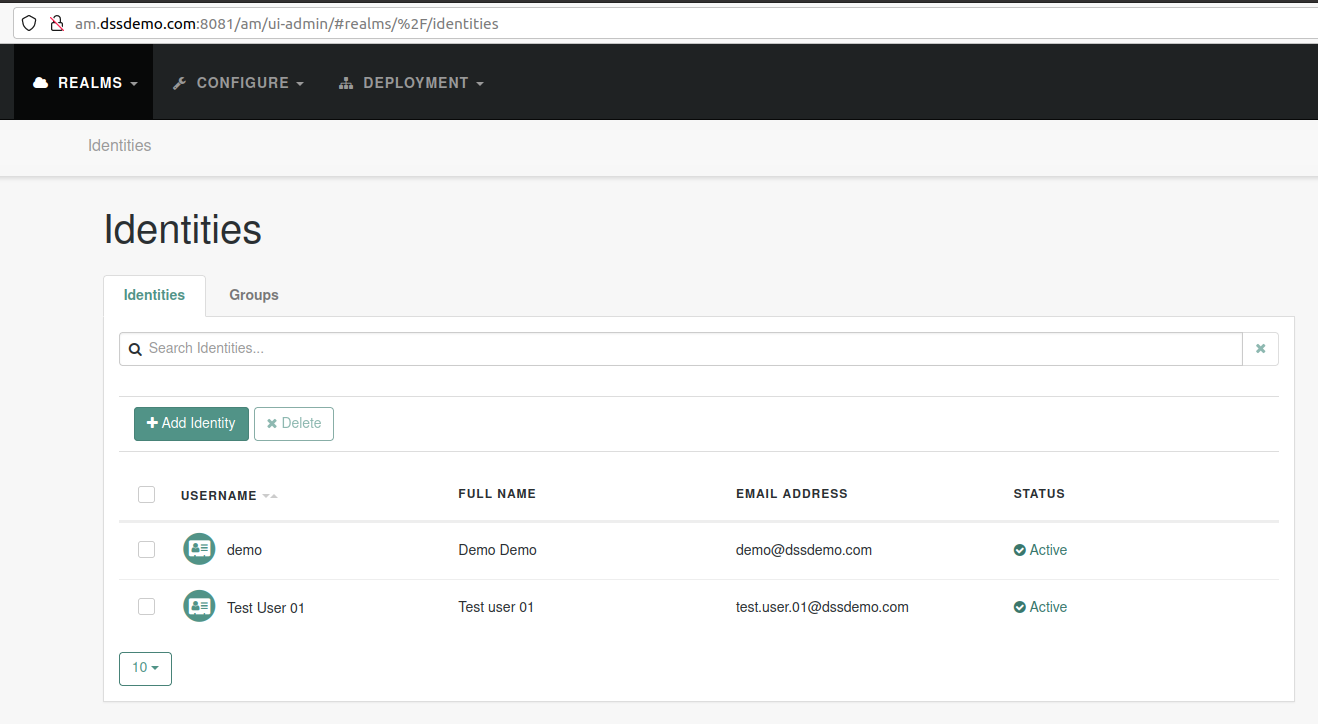 am.dssdemo.com:8081/am/ui-admin/#realms/%2F/identities
REALMS CONFIGURE DEPLOYMENT
Identities
Identities
Identities Groups
Search Identities...
Add Identity Delete
USERNAME FULL NAME EMAIL ADDRESS STATUS
demo Demo Demo demo@dssdemo.com Active
Test User 01 Test user 01 test.user.01@dssdemo.com Active
10